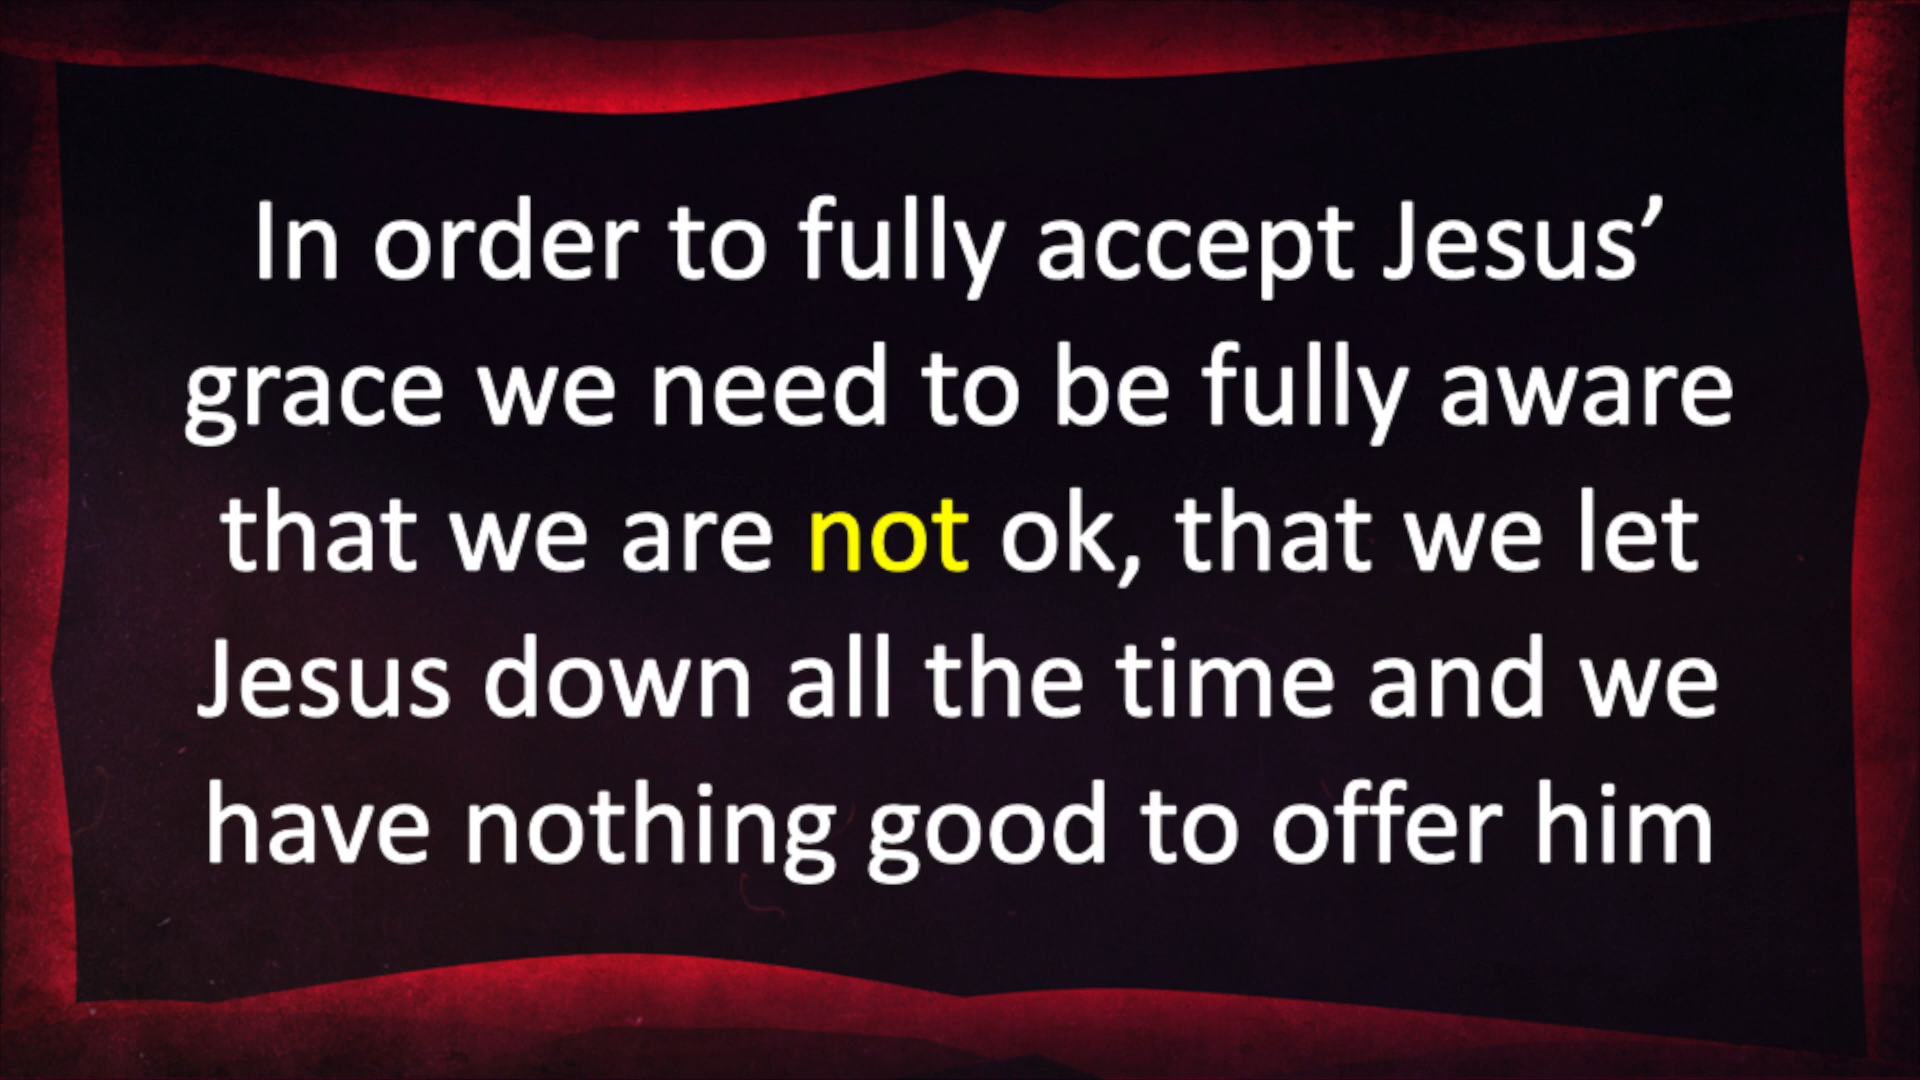 In order to fully accept Jesus’
grace we need to be fully aware
that we are not ok, that we let
Jesus down all the time and we
have nothing good to offer him